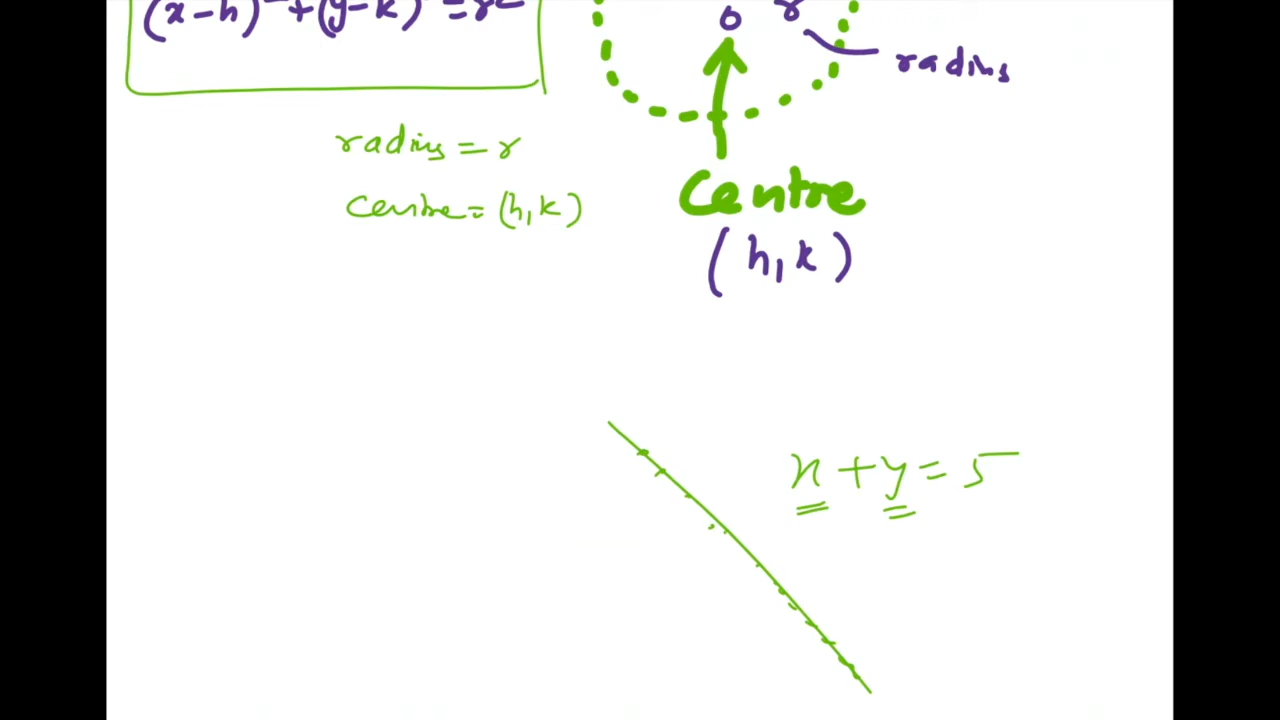 (x-h)² + (y-k)² = r²
o r
radius
radius = r
Centre = (h,k)
Centre
(h,k)
x + y = 5